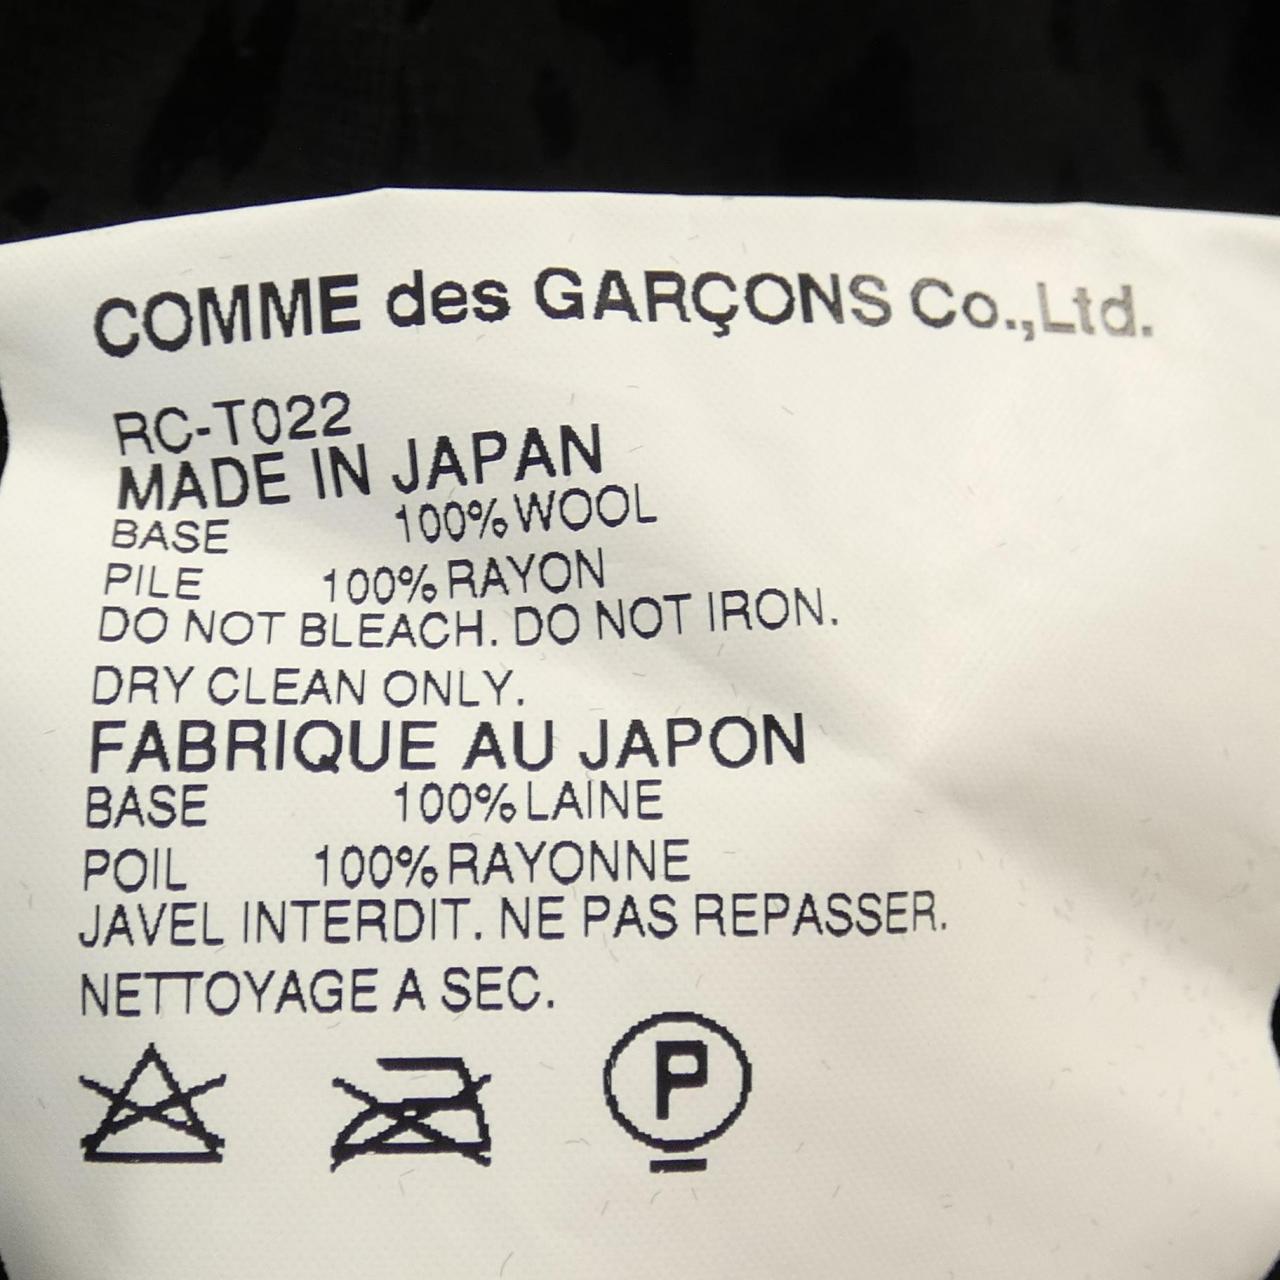 COMME des GARÇONS Co.,Ltd.
RC-T022
MADE IN JAPAN
BASE 100% WOOL
PILE 100% RAYON
DO NOT BLEACH. DO NOT IRON.
DRY CLEAN ONLY.
FABRIQUE AU JAPON
BASE 100% LAINE
POIL 100% RAYONNE
JAVEL INTERDIT. NE PAS REPASSER.
NETTOYAGE A SEC.
P